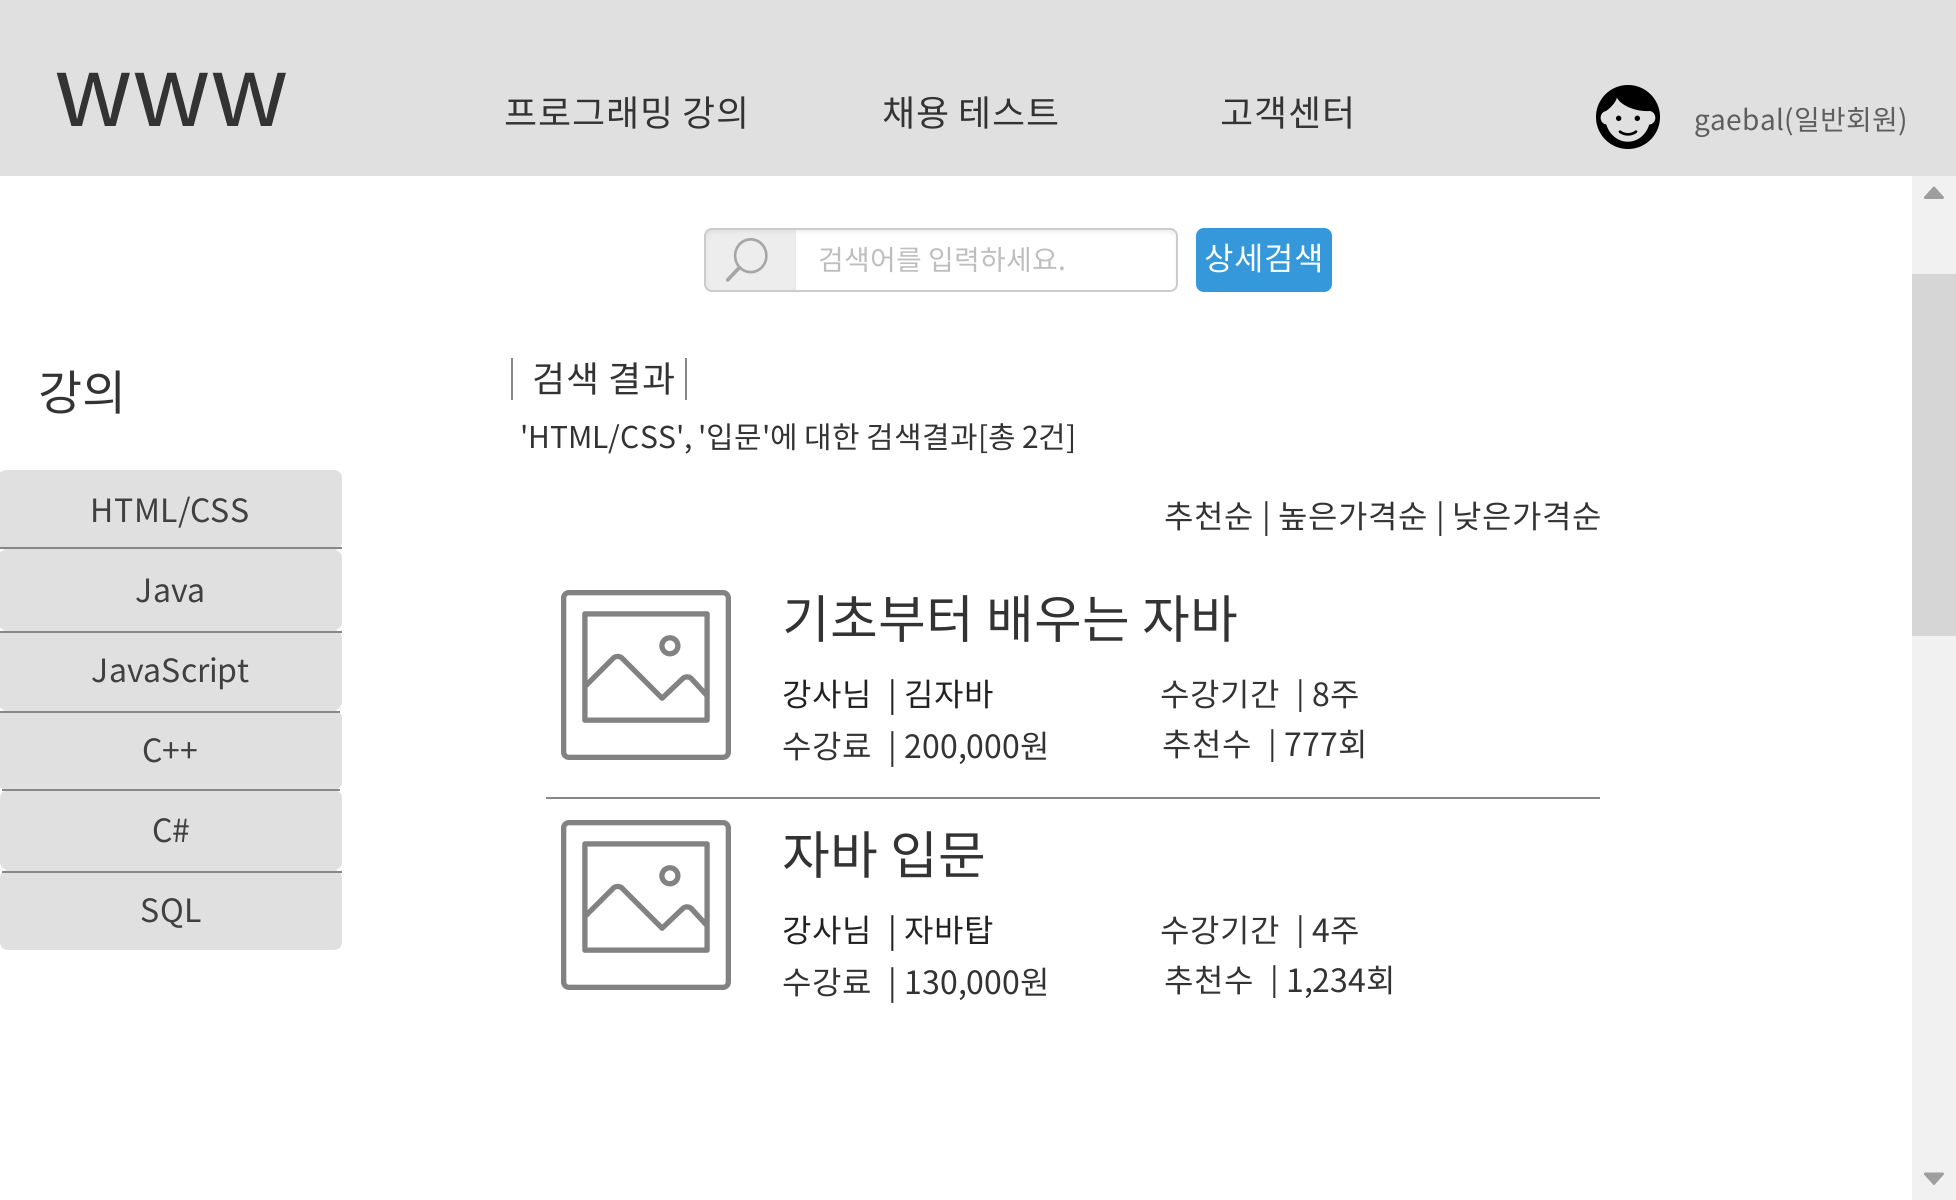 WWW
프로그래밍 강의 채용 테스트 고객센터 gaebal(일반회원)
검색어를 입력하세요. 상세검색
강의
HTML/CSS
Java
JavaScript
C++
C#
SQL
| 검색 결과 |
'HTML/CSS', '입문'에 대한 검색결과[총 2건]
추천순 | 높은가격순 | 낮은가격순
기초부터 배우는 자바
강사님 | 김자바 수강기간 | 8주
수강료 | 200,000원 추천수 | 777회
자바 입문
강사님 | 자바탑 수강기간 | 4주
수강료 | 130,000원 추천수 | 1,234회